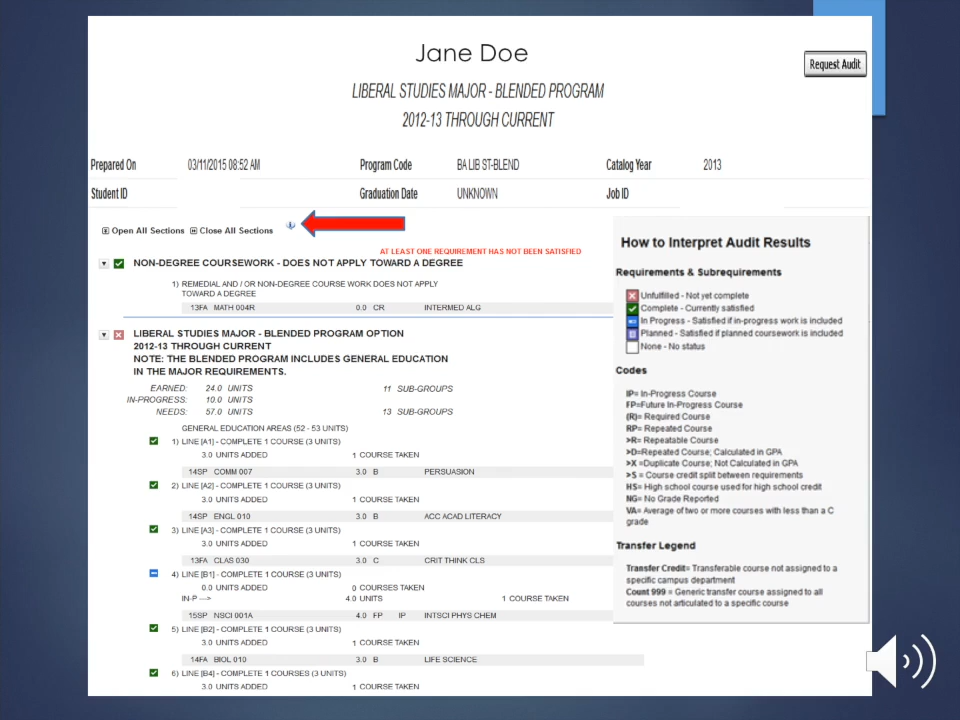 Jane Doe
Request Audit
LIBERAL STUDIES MAJOR - BLENDED PROGRAM
2012-13 THROUGH CURRENT
Prepared On 03/11/2015 08:52 AM Program Code BA LIB ST-BLEND Catalog Year 2013
Student ID Graduation Date UNKNOWN Job ID
Open All Sections Close All Sections
AT LEAST ONE REQUIREMENT HAS NOT BEEN SATISFIED
NON-DEGREE COURSEWORK - DOES NOT APPLY TOWARD A DEGREE
1) REMEDIAL AND / OR NON-DEGREE COURSE WORK DOES NOT APPLY
TOWARD A DEGREE
13FA MATH 004R 0.0 CR INTERMED ALG
LIBERAL STUDIES MAJOR - BLENDED PROGRAM OPTION
2012-13 THROUGH CURRENT
NOTE: THE BLENDED PROGRAM INCLUDES GENERAL EDUCATION
IN THE MAJOR REQUIREMENTS.
EARNED: 24.0 UNITS 11 SUB-GROUPS
IN-PROGRESS: 10.0 UNITS
NEEDS: 57.0 UNITS 13 SUB-GROUPS
GENERAL EDUCATION AREAS (52 - 53 UNITS)
1) LINE [A1] - COMPLETE 1 COURSE (3 UNITS)
3.0 UNITS ADDED 1 COURSE TAKEN
14SP COMM 007 3.0 B PERSUASION
2) LINE [A2] - COMPLETE 1 COURSE (3 UNITS)
3.0 UNITS ADDED 1 COURSE TAKEN
14SP ENGL 010 3.0 B ACC ACAD LITERACY
3) LINE [A3] - COMPLETE 1 COURSE (3 UNITS)
3.0 UNITS ADDED 1 COURSE TAKEN
13FA CLAS 030 3.0 C CRIT THINK CLS
4) LINE [B1] - COMPLETE 1 COURSE (3 UNITS)
0.0 UNITS ADDED 0 COURSES TAKEN
IN-P ---> 4.0 UNITS 1 COURSE TAKEN
15SP NSCI 001A 4.0 FP IP INTSCI PHYS CHEM
5) LINE [B2] - COMPLETE 1 COURSE (3 UNITS)
3.0 UNITS ADDED 1 COURSE TAKEN
14FA BIOL 010 3.0 B LIFE SCIENCE
6) LINE [B4] - COMPLETE 1 COURSES (3 UNITS)
3.0 UNITS ADDED 1 COURSE TAKEN
How to Interpret Audit Results
Requirements & Subrequirements
Unfulfilled - Not yet complete
Complete - Currently satisfied
In Progress - Satisfied if in-progress work is included
Planned - Satisfied if planned coursework is included
None - No status
Codes
IP= In-Progress Course
FP=Future In-Progress Course
(R)= Required Course
RP= Repeated Course
>R= Repeatable Course
>D=Repeated Course; Calculated in GPA
>X =Duplicate Course; Not Calculated in GPA
>S = Course credit split between requirements
HS= High school course used for high school credit
NG= No Grade Reported
VA= Average of two or more courses with less than a C
grade
Transfer Legend
Transfer Credit= Transferable course not assigned to a
specific campus department
Count 999 = Generic transfer course assigned to all
courses not articulated to a specific course